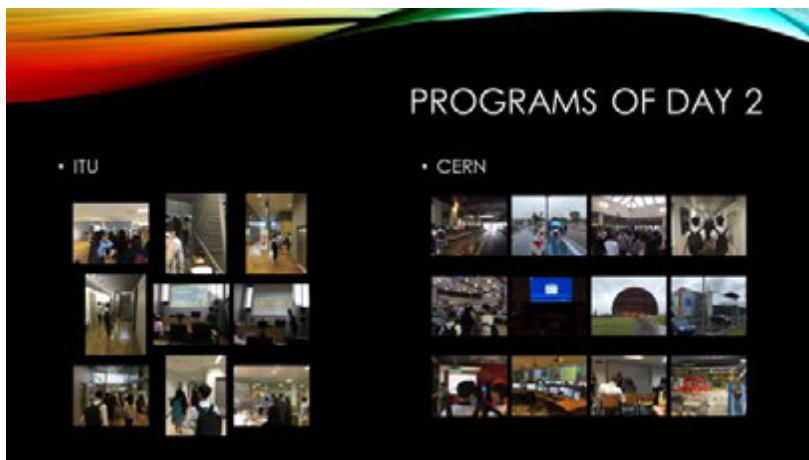 PROGRAMS OF DAY 2
• ITU
• CERN